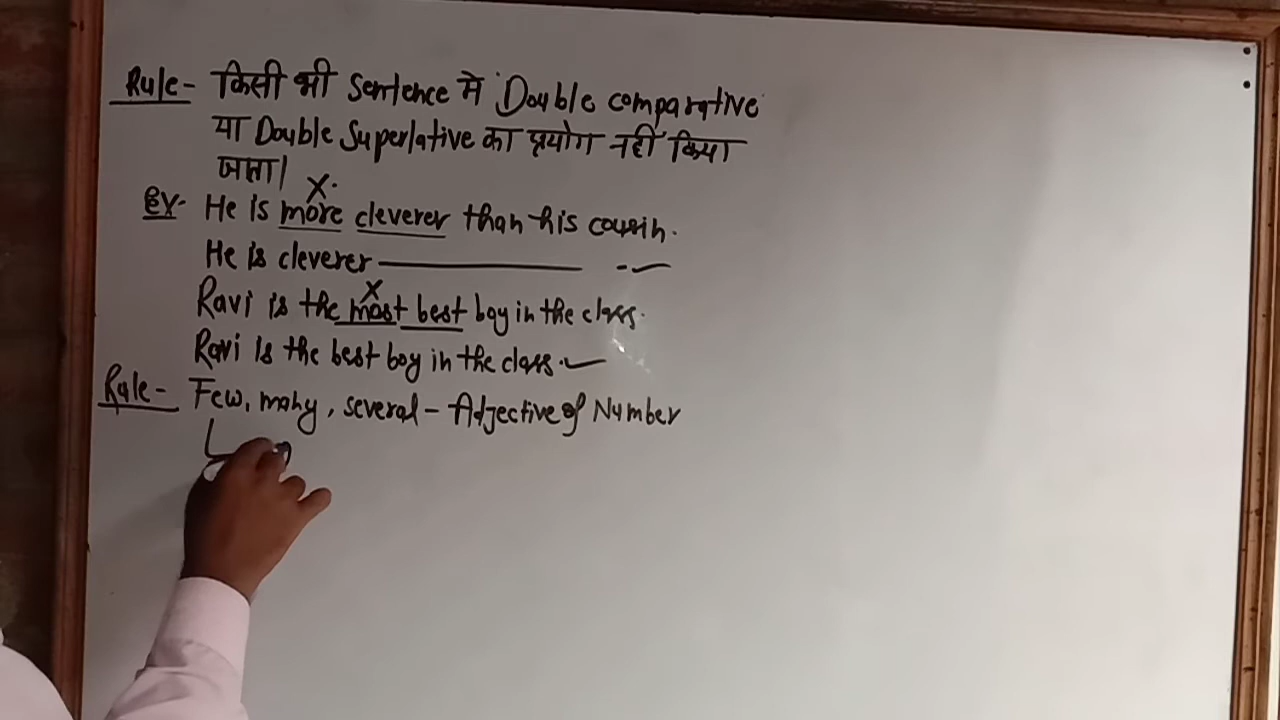 Rule- किसी भी Sentence मे Double comparative
या Double Superlative का प्रयोग नहीं किया
जाता।
X.
Ex- He is more cleverer than his cousin.
He is cleverer ———— -✓
X
Ravi is the most best boy in the class.
Ravi is the best boy in the class. ✓
Rule- Few, many, several - Adjective of Number